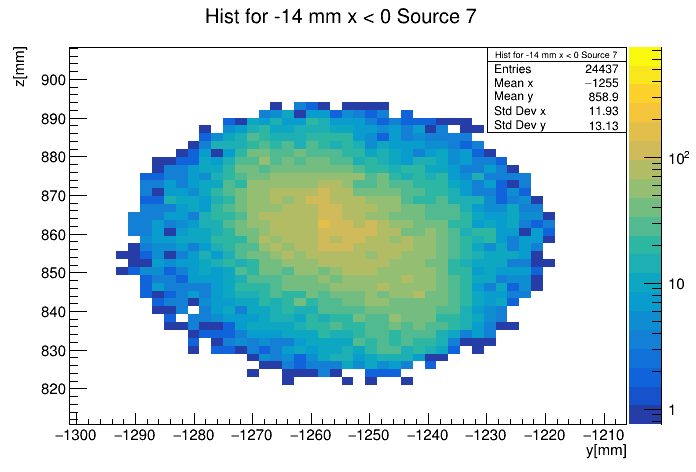 Hist for -14 mm x < 0 Source 7
z[mm]
Hist for -14 mm x < 0 Source 7
Entries 24437
Mean x −1255
Mean y 858.9
Std Dev x 11.93
Std Dev y 13.13
900
890
880
870
860
850
840
830
820
10²
10
1
−1300 −1290 −1280 −1270 −1260 −1250 −1240 −1230 −1220 −1210
y[mm]